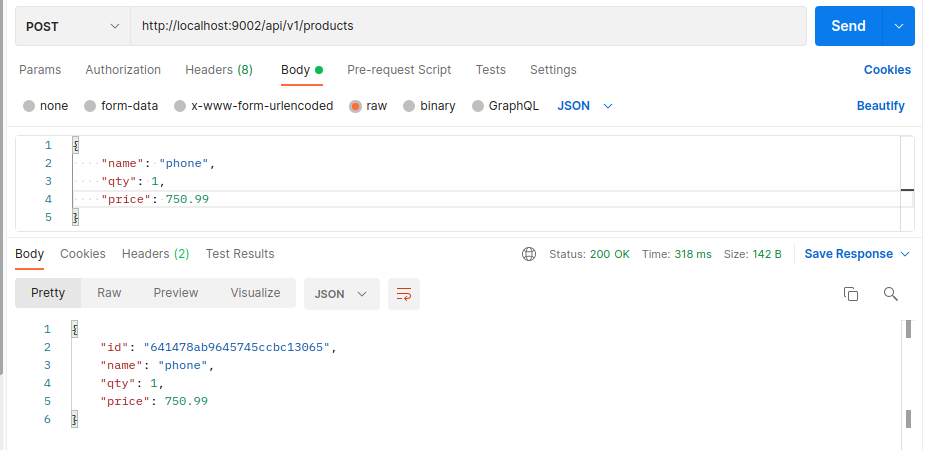 POST http://localhost:9002/api/v1/products Send
Params Authorization Headers (8) Body Pre-request Script Tests Settings Cookies
none form-data x-www-form-urlencoded raw binary GraphQL JSON Beautify
1 {
2 "name": "phone",
3 "qty": 1,
4 "price": 750.99
5 }
Body Cookies Headers (2) Test Results Status: 200 OK Time: 318 ms Size: 142 B Save Response
Pretty Raw Preview Visualize JSON
1 {
2 "id": "641478ab9645745ccbc13065",
3 "name": "phone",
4 "qty": 1,
5 "price": 750.99
6 }